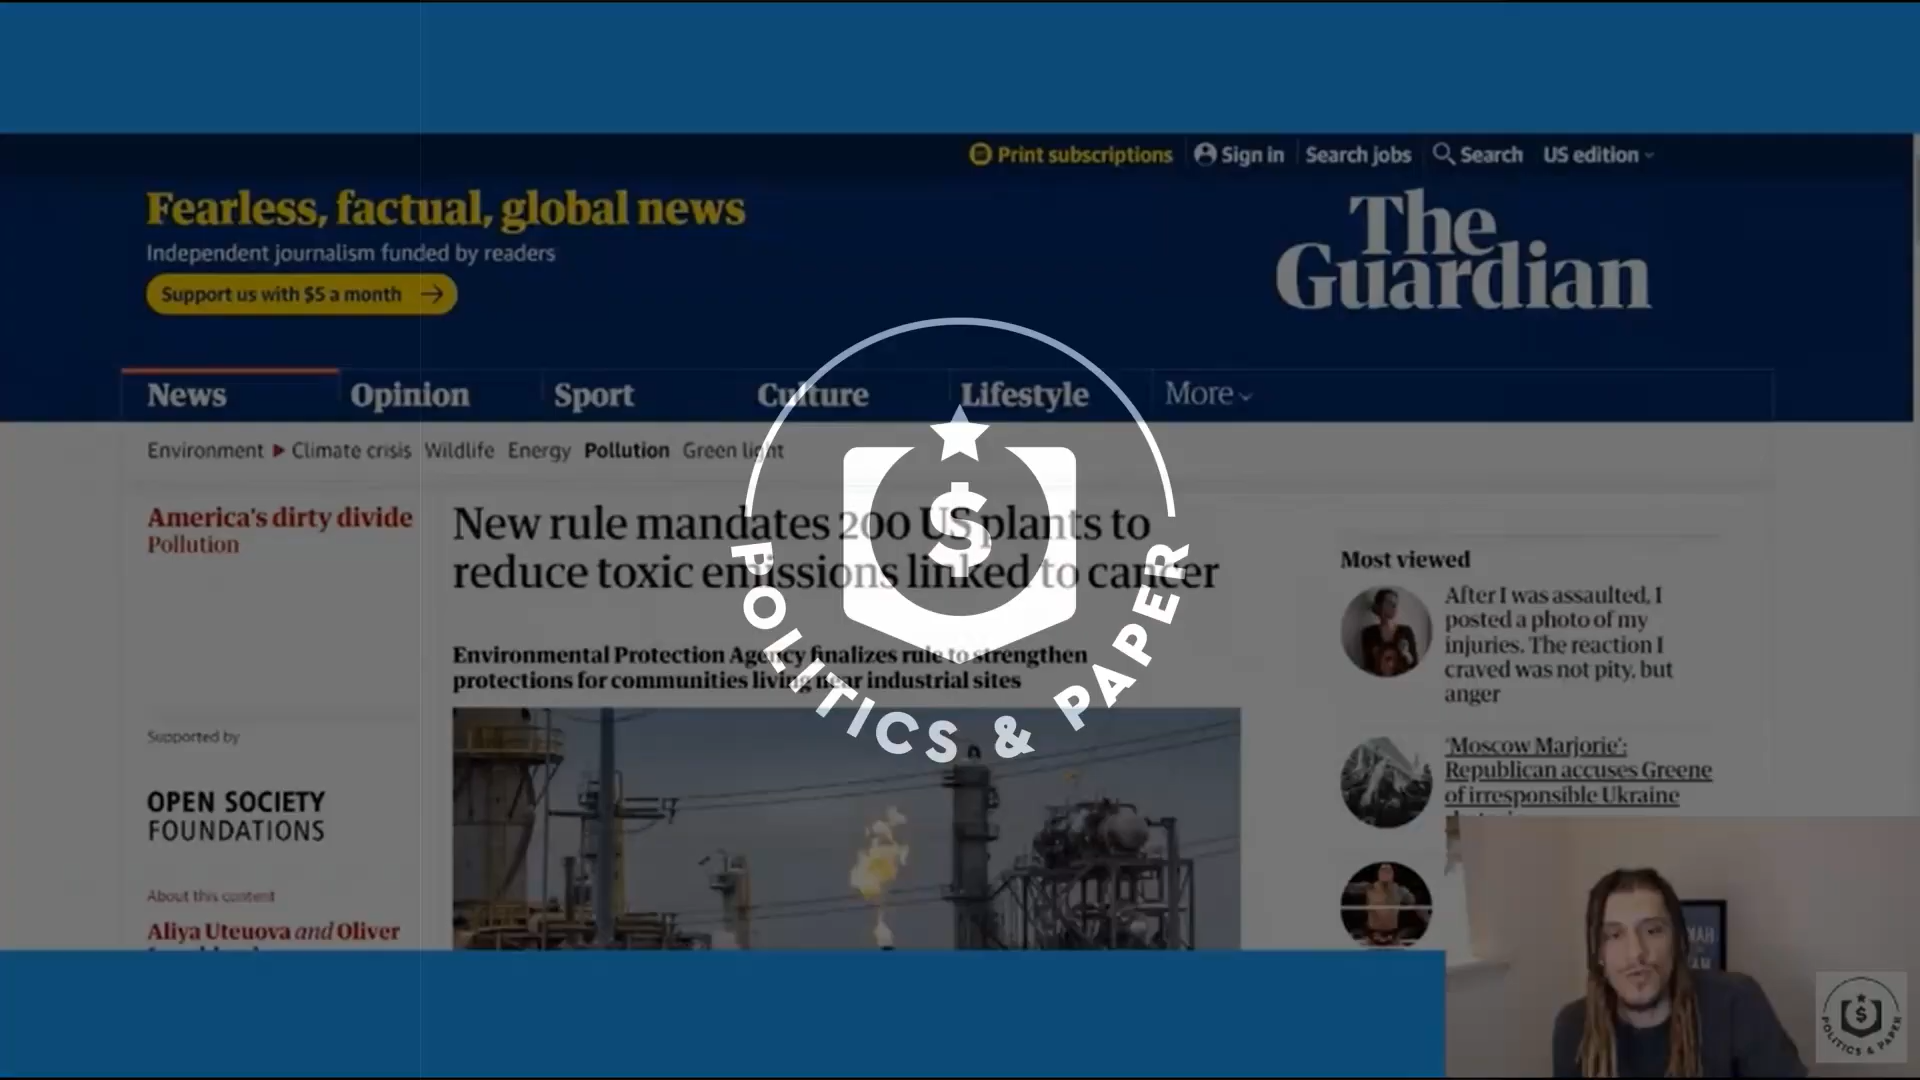 Print subscriptions
Sign in
Search jobs
Search
US edition
Fearless, factual, global news
Independent journalism funded by readers
Support us with $5 a month
The
Guardian
News
Opinion
Sport
Culture
Lifestyle
More
Environment
Climate crisis
Wildlife
Energy
Pollution
Green light
America's dirty divide
Pollution
New rule mandates 200 US plants to
reduce toxic emissions linked to cancer
Environmental Protection Agency finalizes rule to strengthen
protections for communities living near industrial sites
$
POLITICS & PAPER
Supported by
OPEN SOCIETY
FOUNDATIONS
About this content
Aliya Uteuova and Oliver
Most viewed
After I was assaulted, I
posted a photo of my
injuries. The reaction I
craved was not pity, but
anger
'Moscow Marjorie':
Republican accuses Greene
of irresponsible Ukraine
$
POLITICS & PAPER